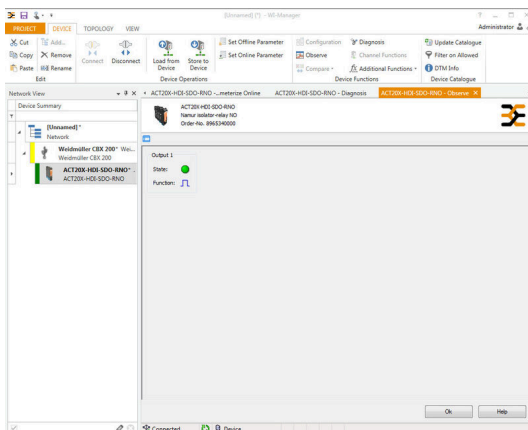 [Unnamed] (*) - WI-Manager
PROJECT DEVICE TOPOLOGY VIEW
Administrator
Cut
Copy
Paste
Add...
Remove
Rename
Edit
Connect
Disconnect
Load from Device
Store to Device
Set Offline Parameter
Set Online Parameter
Device Operations
Configuration
Observe
Compare
Diagnosis
Channel Functions
Additional Functions
Device Functions
Update Catalogue
Filter on Allowed
DTM Info
Device Catalogue
Network View
ACT20X-HDI-SDO-RNO -...meterize Online
ACT20X-HDI-SDO-RNO - Diagnosis
ACT20X-HDI-SDO-RNO - Observe
Device Summary
[Unnamed] *
Network
Weidmüller CBX 200* Wei...
Weidmüller CBX 200
ACT20X-HDI-SDO-RNO*
ACT20X-HDI-SDO-RNO
ACT20X-HDI-SDO-RNO
Namur isolator relay NO
Order-No. 8965340000
Output 1
State:
Function:
Ok
Help
Connected
Device